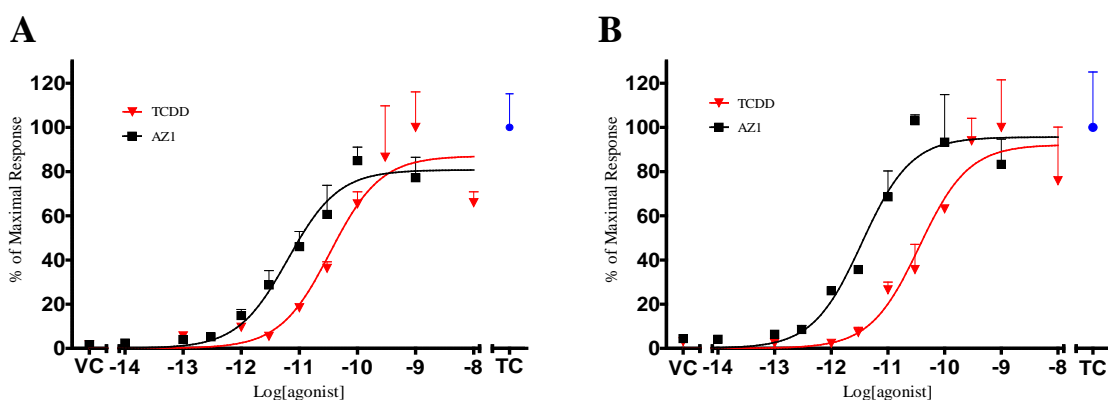 A
% of Maximal Response
120
100
80
60
40
20
0
TCDD
AZ1
VC -14 -13 -12 -11 -10 -9 -8 TC
Log[agonist]
B
% of Maximal Response
120
100
80
60
40
20
0
TCDD
AZ1
VC -14 -13 -12 -11 -10 -9 -8 TC
Log[agonist]